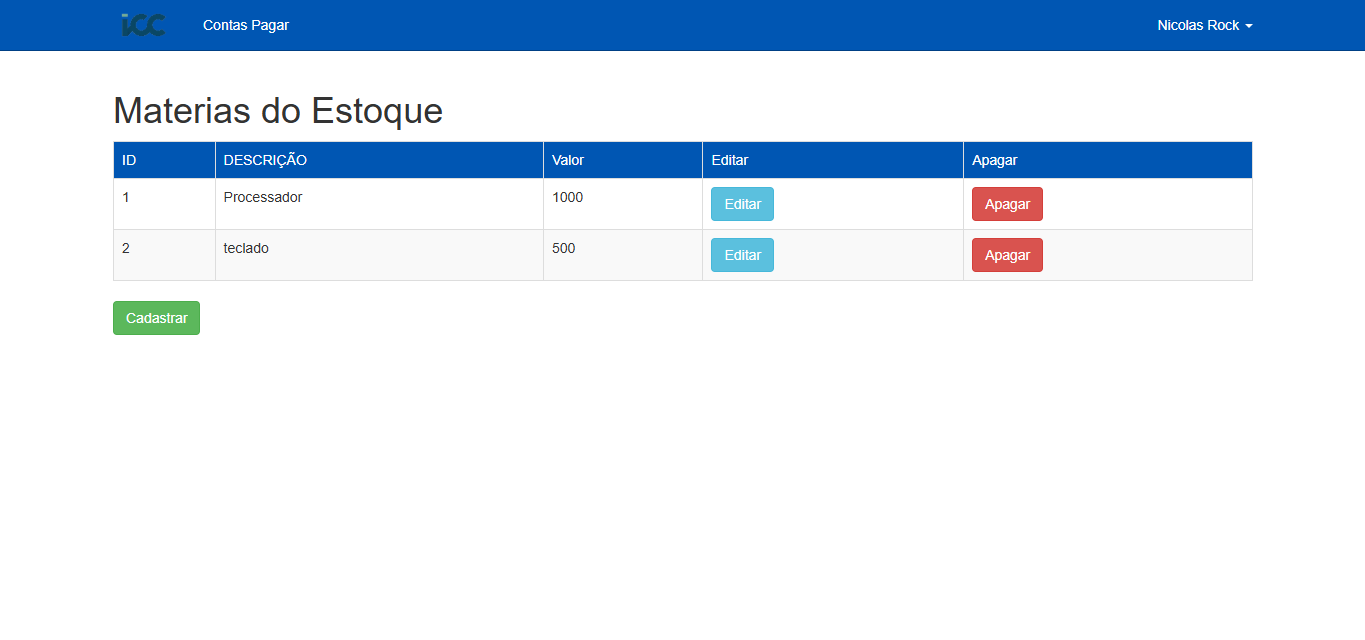 icc Contas Pagar Nicolas Rock
Materias do Estoque
ID DESCRIÇÃO Valor Editar Apagar
1 Processador 1000 Editar Apagar
2 teclado 500 Editar Apagar
Cadastrar